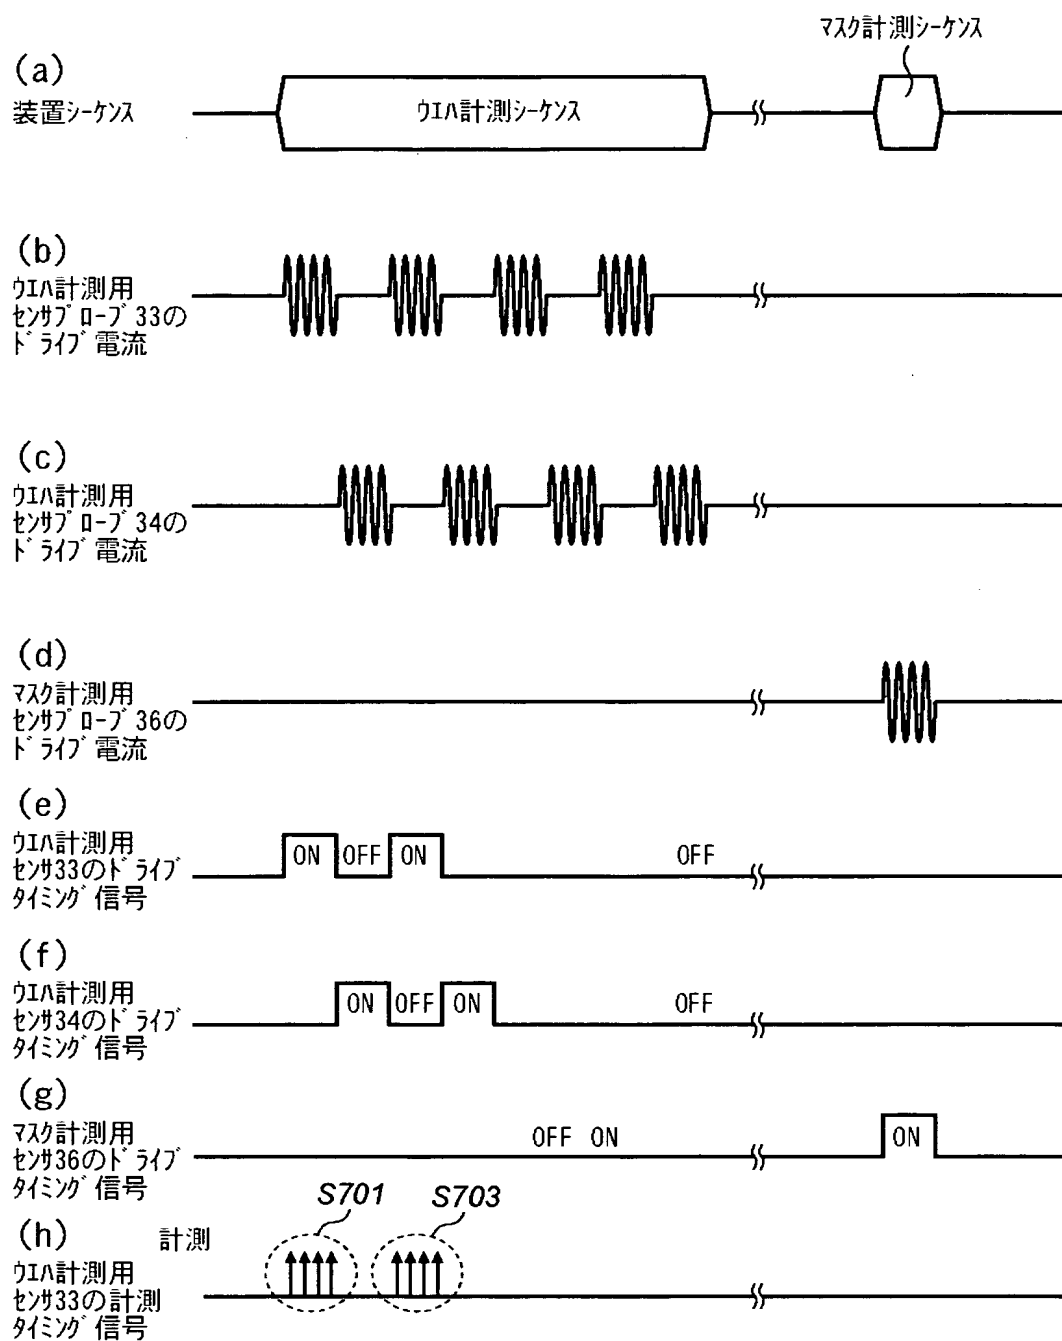 マスク計測シーケンス
(a)
装置シーケンス
ウエハ計測シーケンス
(b)
ウエハ計測用
センサプローブ33の
ドライブ電流
(c)
ウエハ計測用
センサプローブ34の
ドライブ電流
(d)
マスク計測用
センサプローブ36の
ドライブ電流
(e)
ウエハ計測用
センサ33のドライブ
タイミング信号
ON OFF ON OFF
(f)
ウエハ計測用
センサ34のドライブ
タイミング信号
ON OFF ON OFF
(g)
マスク計測用
センサ36のドライブ
タイミング信号
OFF ON ON
S701 S703
(h) 計測
ウエハ計測用
センサ33の計測
タイミング信号